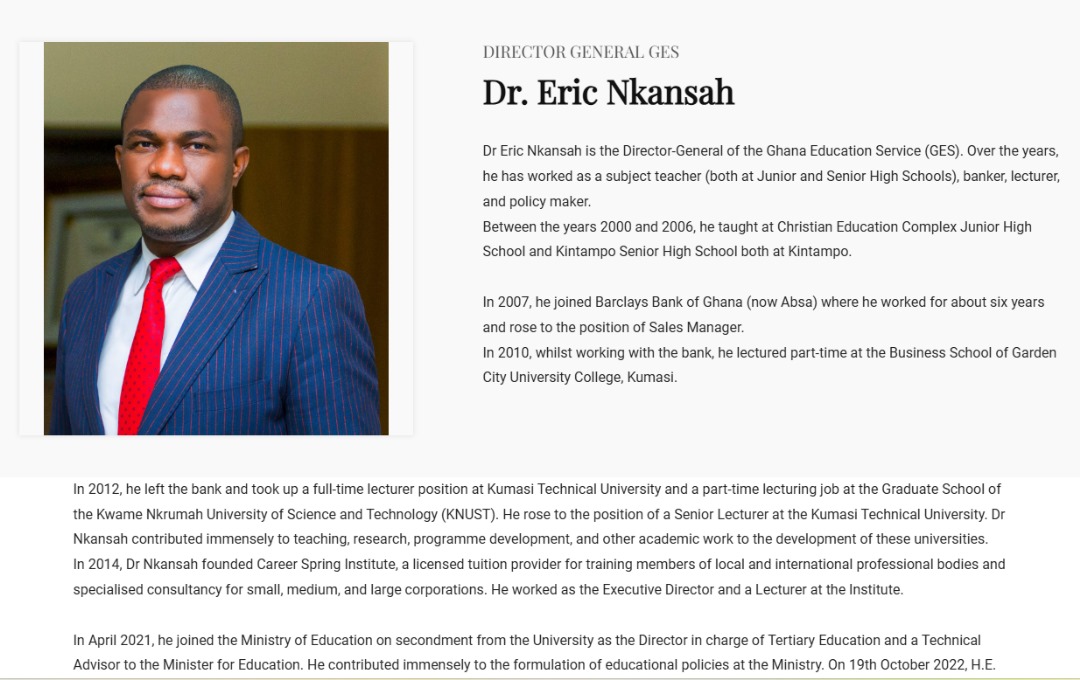 DIRECTOR GENERAL GES
Dr. Eric Nkansah
Dr Eric Nkansah is the Director-General of the Ghana Education Service (GES). Over the years,
he has worked as a subject teacher (both at Junior and Senior High Schools), banker, lecturer,
and policy maker.
Between the years 2000 and 2006, he taught at Christian Education Complex Junior High
School and Kintampo Senior High School both at Kintampo.
In 2007, he joined Barclays Bank of Ghana (now Absa) where he worked for about six years
and rose to the position of Sales Manager.
In 2010, whilst working with the bank, he lectured part-time at the Business School of Garden
City University College, Kumasi.
In 2012, he left the bank and took up a full-time lecturer position at Kumasi Technical University and a part-time lecturing job at the Graduate School of
the Kwame Nkrumah University of Science and Technology (KNUST). He rose to the position of a Senior Lecturer at the Kumasi Technical University. Dr
Nkansah contributed immensely to teaching, research, programme development, and other academic work to the development of these universities.
In 2014, Dr Nkansah founded Career Spring Institute, a licensed tuition provider for training members of local and international professional bodies and
specialised consultancy for small, medium, and large corporations. He worked as the Executive Director and a Lecturer at the Institute.
In April 2021, he joined the Ministry of Education on secondment from the University as the Director in charge of Tertiary Education and a Technical
Advisor to the Minister for Education. He contributed immensely to the formulation of educational policies at the Ministry. On 19th October 2022, H.E.